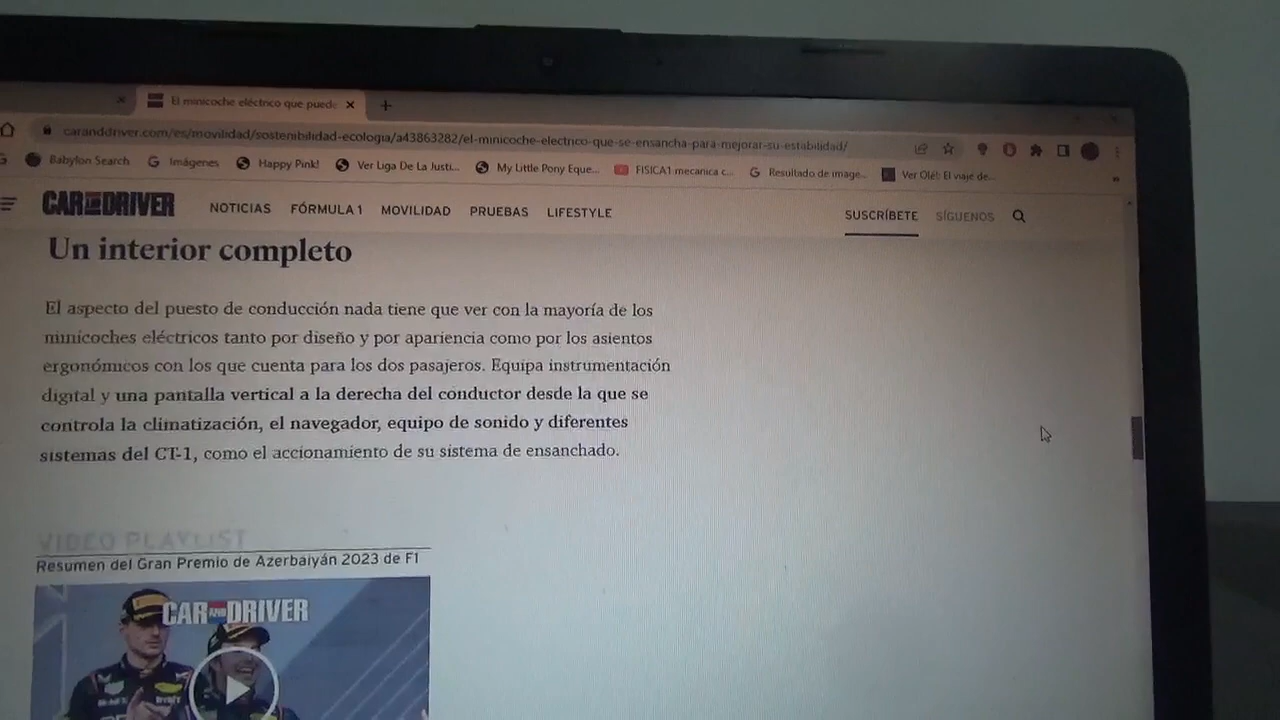 El minicoche eléctrico que puede
caranddriver.com/es/movilidad/sostenibilidad-ecologia/a43863282/el-minicoche-electrico-que-se-ensancha-para-mejorar-su-estabilidad/
Babylon Search Imágenes Happy Pink! Ver Liga De La Justi... My Little Pony Eque... FISICA1 mecanica c... Resultado de image... Ver Olé!: El viaje de...
CAR AND DRIVER NOTICIAS FÓRMULA 1 MOVILIDAD PRUEBAS LIFESTYLE SUSCRÍBETE SÍGUENOS
Un interior completo
El aspecto del puesto de conducción nada tiene que ver con la mayoría de los
minicoches eléctricos tanto por diseño y por apariencia como por los asientos
ergonómicos con los que cuenta para los dos pasajeros. Equipa instrumentación
digital y una pantalla vertical a la derecha del conductor desde la que se
controla la climatización, el navegador, equipo de sonido y diferentes
sistemas del CT-1, como el accionamiento de su sistema de ensanchado.
VIDEO PLAYLIST
Resumen del Gran Premio de Azerbaiyán 2023 de F1
CAR AND DRIVER